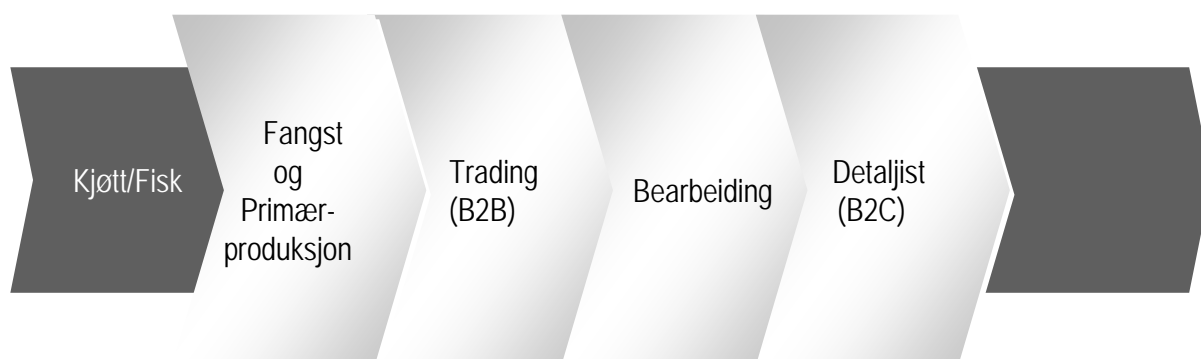 Kjøtt/Fisk
Fangst
og
Primær-
produksjon
Trading
(B2B)
Bearbeiding
Detaljist
(B2C)